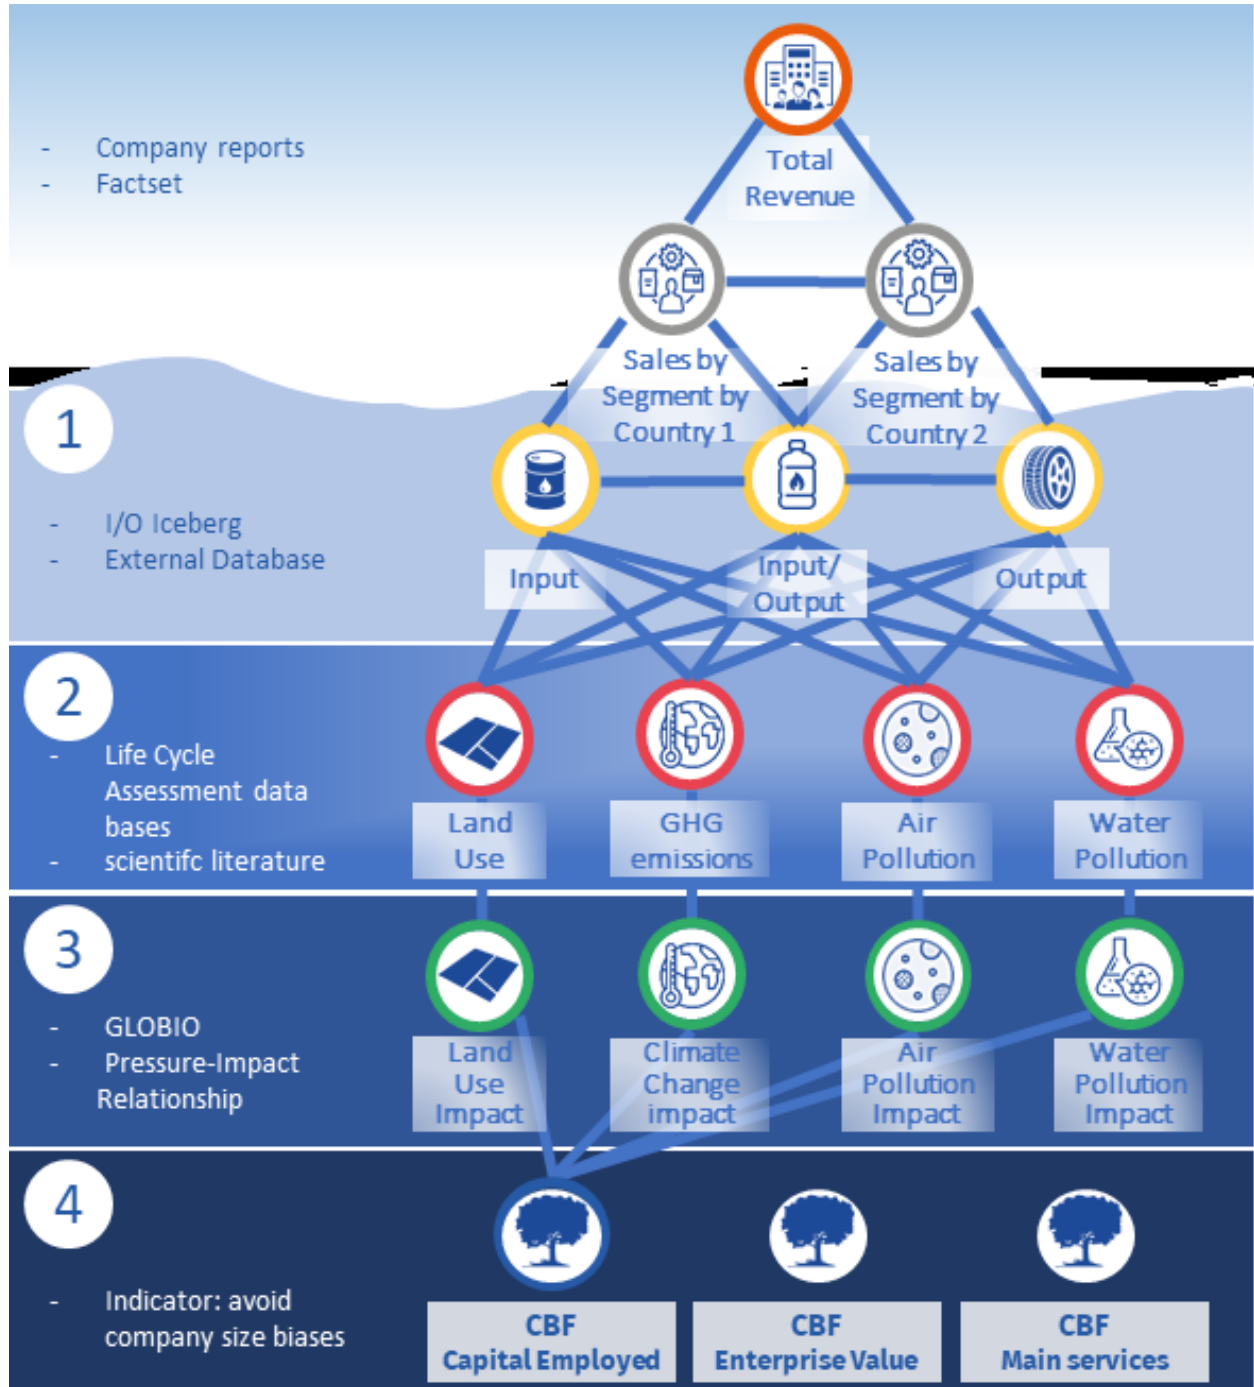 - Company reports
- Factset
Total
Revenue
Sales by
Segment by
Country 1
Sales by
Segment by
Country 2
1
- I/O Iceberg
- External Database
Input
Input/
Output
Output
2
- Life Cycle
Assessment data
bases
- scientifc literature
Land
Use
GHG
emissions
Air
Pollution
Water
Pollution
3
- GLOBIO
- Pressure-Impact
Relationship
Land
Use
Impact
Climate
Change
impact
Air
Pollution
Impact
Water
Pollution
Impact
4
- Indicator: avoid
company size biases
CBF
Capital Employed
CBF
Enterprise Value
CBF
Main services